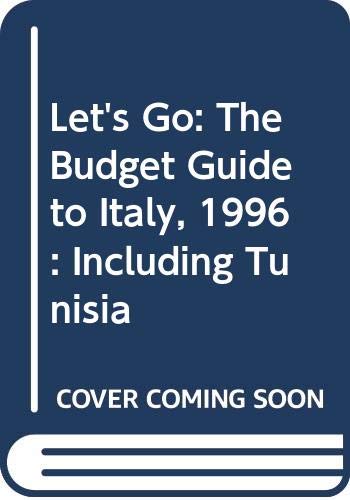 Let's Go: The
Budget Guide
to Italy, 1996
: Including Tu
nisia
COVER COMING SOON